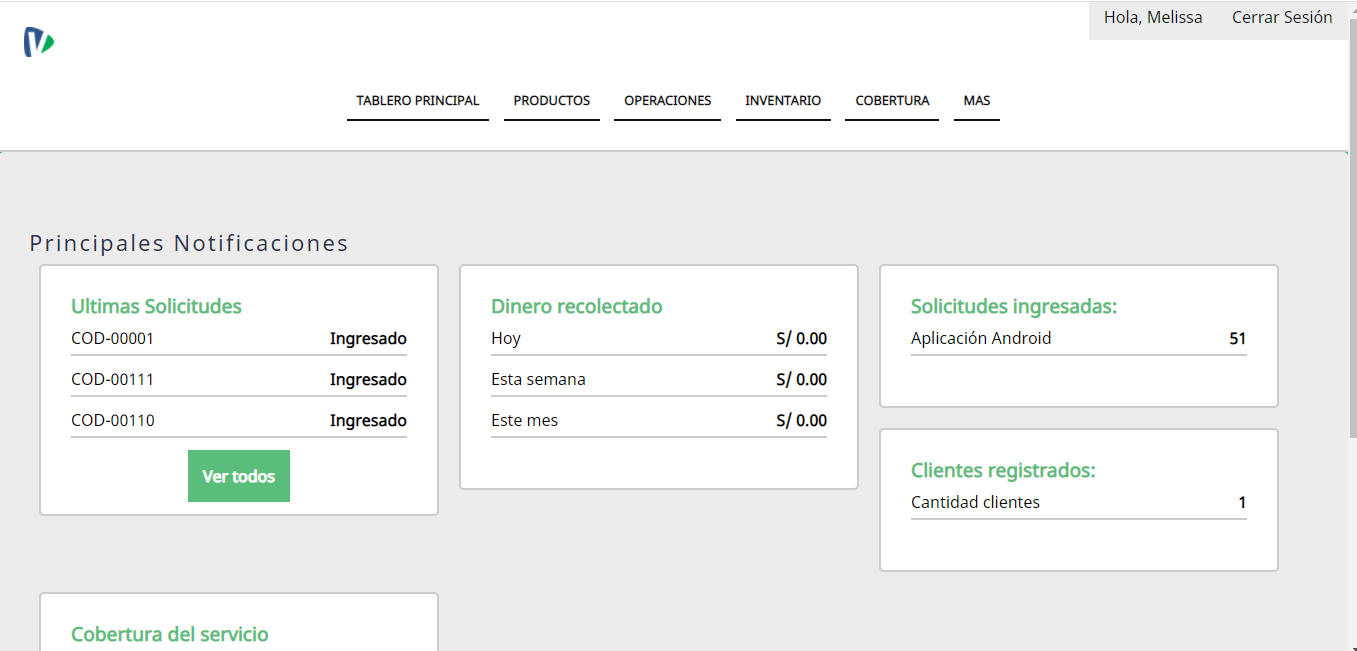 Hola, Melissa Cerrar Sesión
TABLERO PRINCIPAL PRODUCTOS OPERACIONES INVENTARIO COBERTURA MAS
Principales Notificaciones
Ultimas Solicitudes
COD-00001 Ingresado
COD-00111 Ingresado
COD-00110 Ingresado
Ver todos
Dinero recolectado
Hoy S/ 0.00
Esta semana S/ 0.00
Este mes S/ 0.00
Solicitudes ingresadas:
Aplicación Android 51
Clientes registrados:
Cantidad clientes 1
Cobertura del servicio